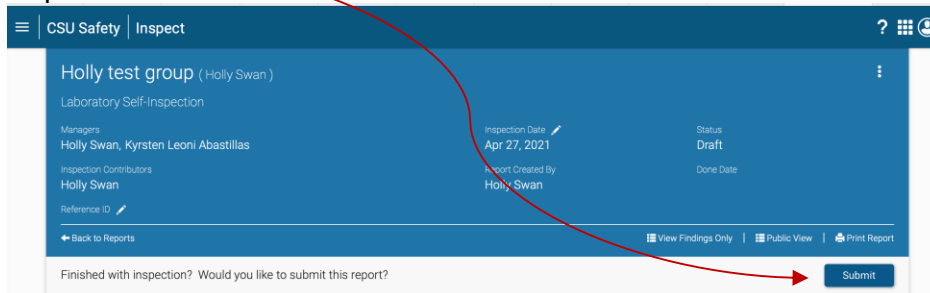 CSU Safety | Inspect ?
Holly test group ( Holly Swan )
Laboratory Self-Inspection
Managers Inspection Date Status
Holly Swan, Kyrsten Leoni Abastillas Apr 27, 2021 Draft
Inspection Contributors Report Created By Done Date
Holly Swan Holly Swan
Reference ID
Back to Reports View Findings Only | Public View | Print Report
Finished with inspection? Would you like to submit this report? Submit